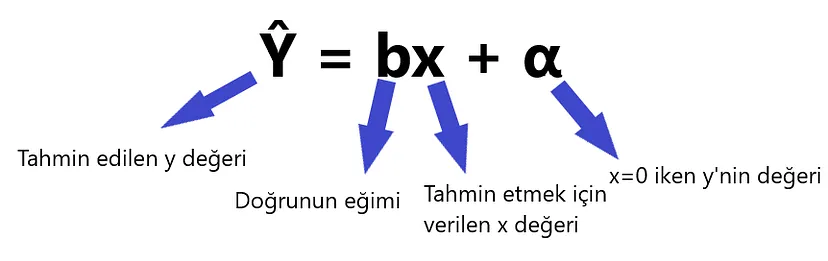 Ŷ = bx + α
Tahmin edilen y değeri
Doğrunun eğimi
Tahmin etmek için
verilen x değeri
x=0 iken y'nin değeri